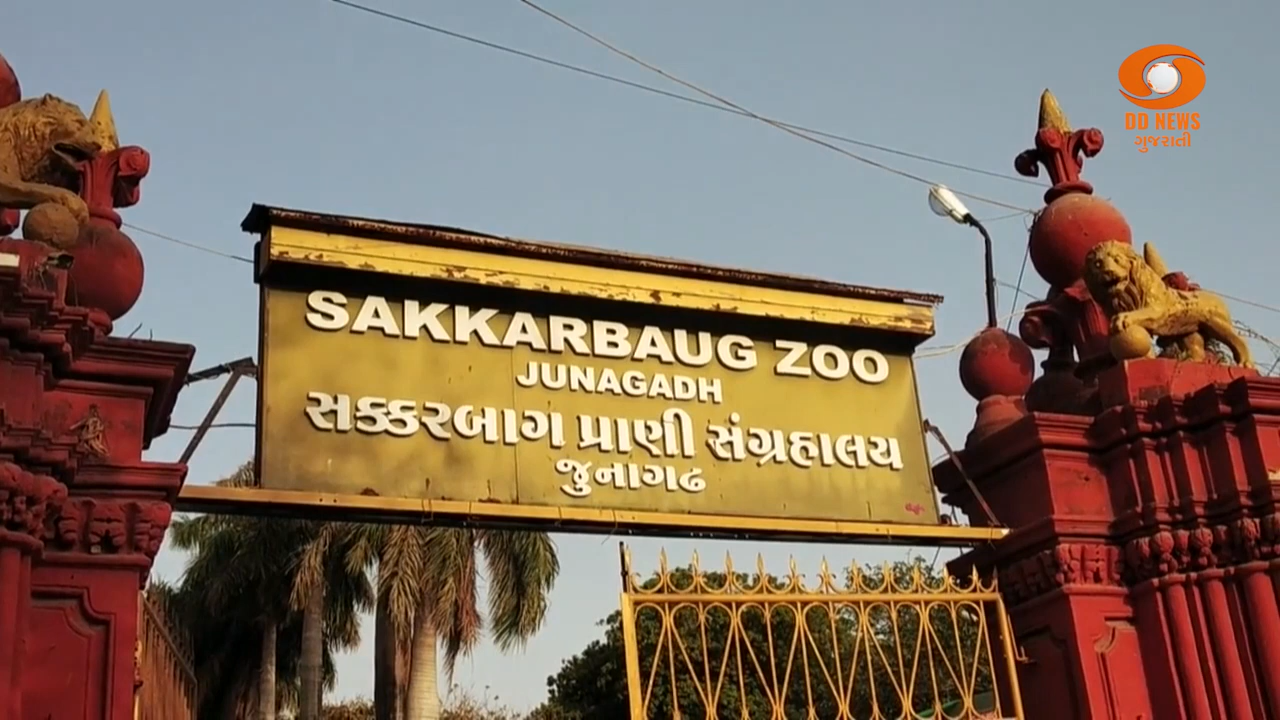 DD NEWS
ગુજરાતી
SAKKARBAUG ZOO
JUNAGADH
સક્કરબાગ પ્રાણી સંગ્રહાલય
જુનાગઢ